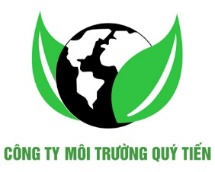 CÔNG TY MÔI TRƯỜNG QUÝ TIẾN